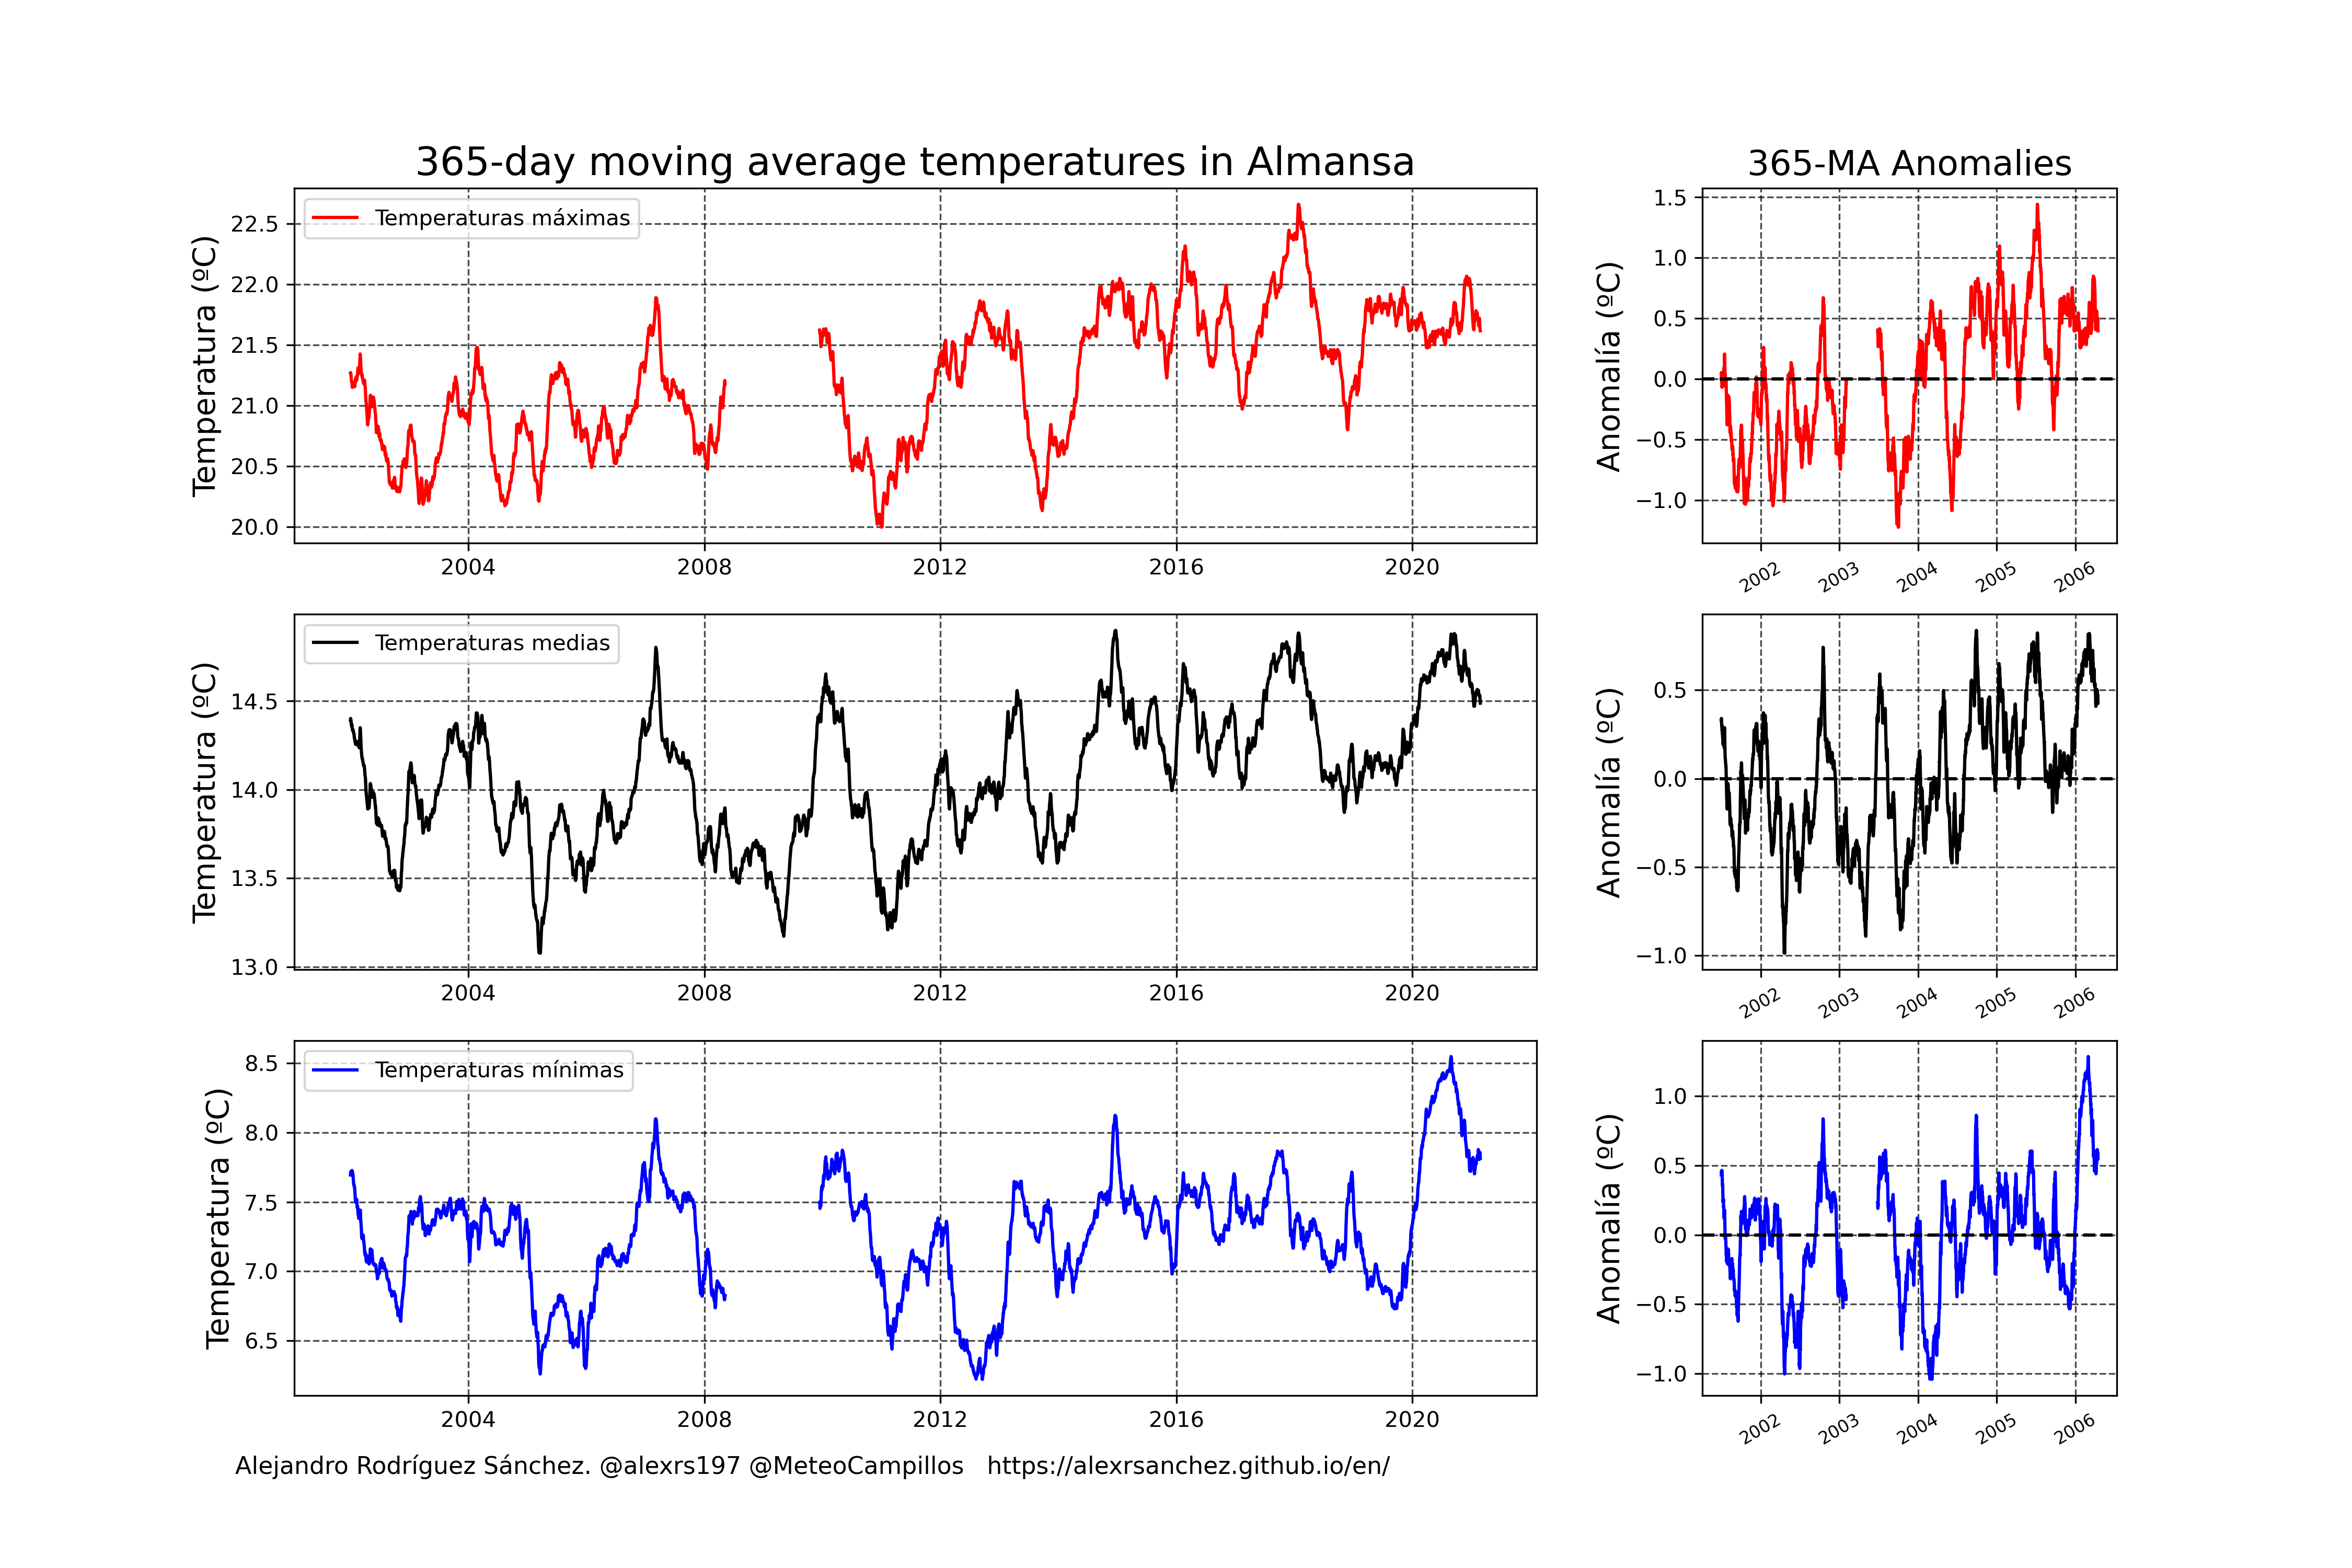 365-day moving average temperatures in Almansa
365-MA Anomalies
Temperatura (ºC)
22.5
22.0
21.5
21.0
20.5
20.0
Temperaturas máximas
2004 2008 2012 2016 2020
Anomalía (ºC)
1.5
1.0
0.5
0.0
−0.5
−1.0
2002 2003 2004 2005 2006
Temperatura (ºC)
14.5
14.0
13.5
13.0
Temperaturas medias
2004 2008 2012 2016 2020
Anomalía (ºC)
0.5
0.0
−0.5
−1.0
2002 2003 2004 2005 2006
Temperatura (ºC)
8.5
8.0
7.5
7.0
6.5
Temperaturas mínimas
2004 2008 2012 2016 2020
Anomalía (ºC)
1.0
0.5
0.0
−0.5
−1.0
2002 2003 2004 2005 2006
Alejandro Rodríguez Sánchez. @alexrs197 @MeteoCampillos https://alexrsanchez.github.io/en/